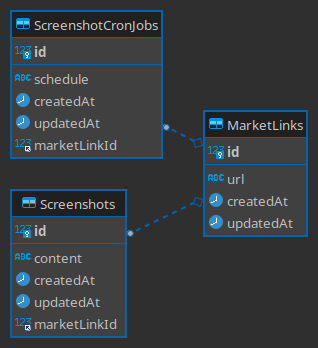 ScreenshotCronJobs
123 id
ABC schedule
createdAt
updatedAt
123 marketLinkId
MarketLinks
123 id
ABC url
createdAt
updatedAt
Screenshots
123 id
ABC content
createdAt
updatedAt
123 marketLinkId